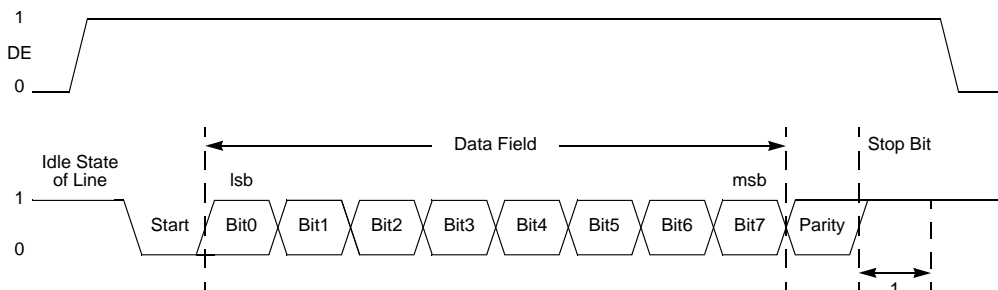 1
DE
0
Data Field
Stop Bit
Idle State
of Line
lsb
msb
1
Start
Bit0
Bit1
Bit2
Bit3
Bit4
Bit5
Bit6
Bit7
Parity
0
1